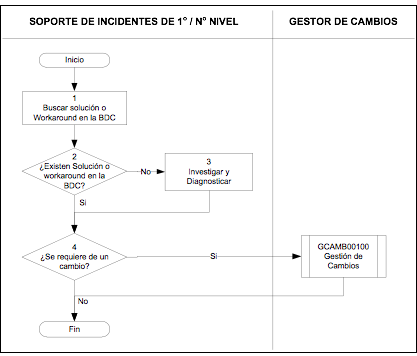 SOPORTE DE INCIDENTES DE 1° / N° NIVEL
GESTOR DE CAMBIOS
Inicio
1
Buscar solución o
Workaround en la BDC
2
¿Existen Solución o
workaround en la
BDC?
No
3
Investigar y
Diagnosticar
Si
4
¿Se requiere de un
cambio?
Si
GCAMB00100
Gestión de
Cambios
No
Fin